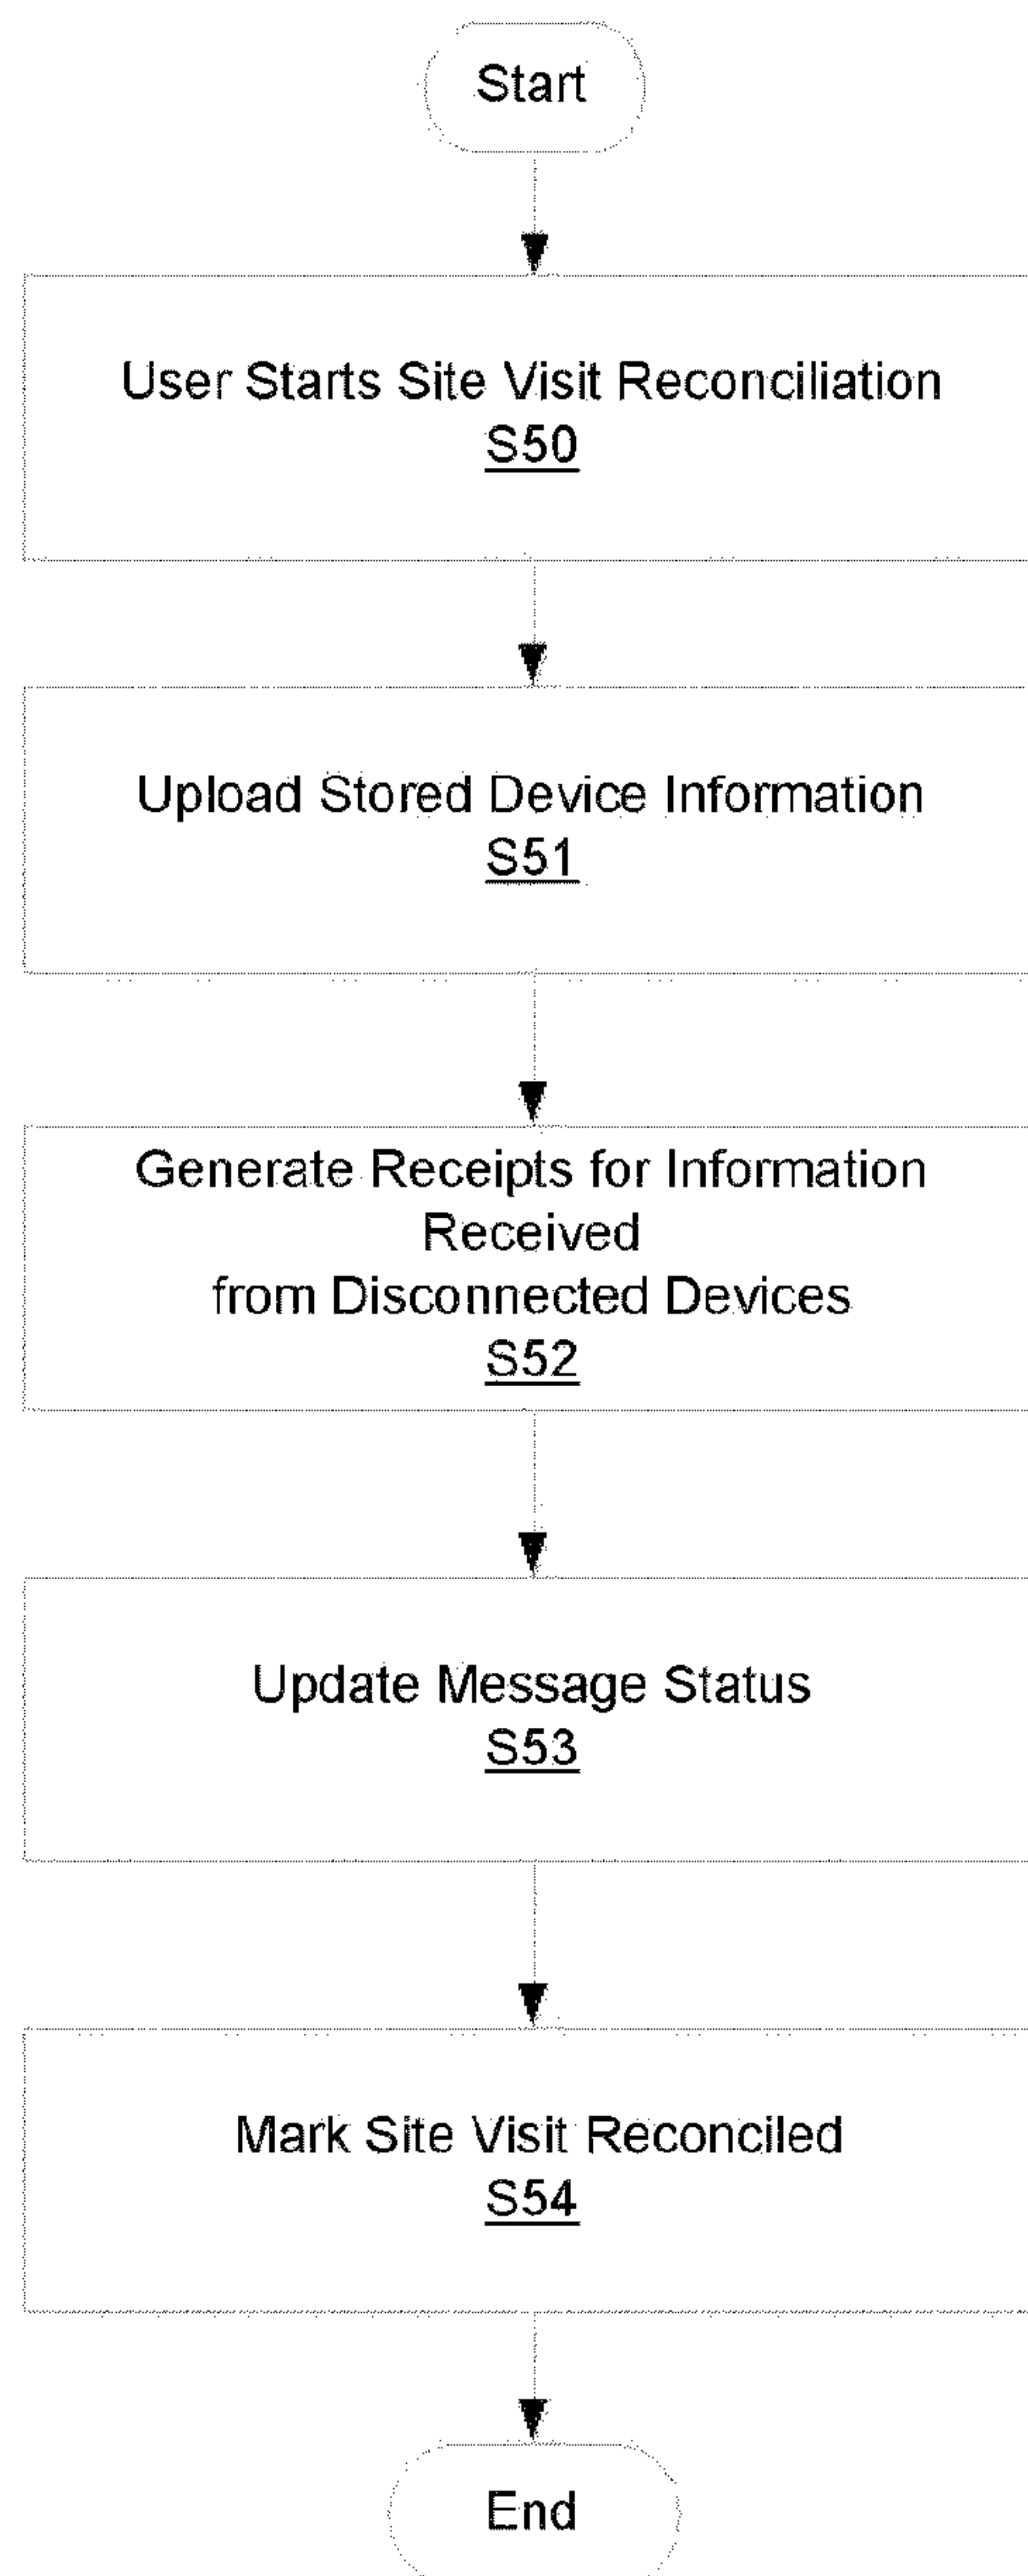 Start
User Starts Site Visit Reconciliation
S50
Upload Stored Device Information
S51
Generate Receipts for Information
Received
from Disconnected Devices
S52
Update Message Status
S53
Mark Site Visit Reconciled
S54
End